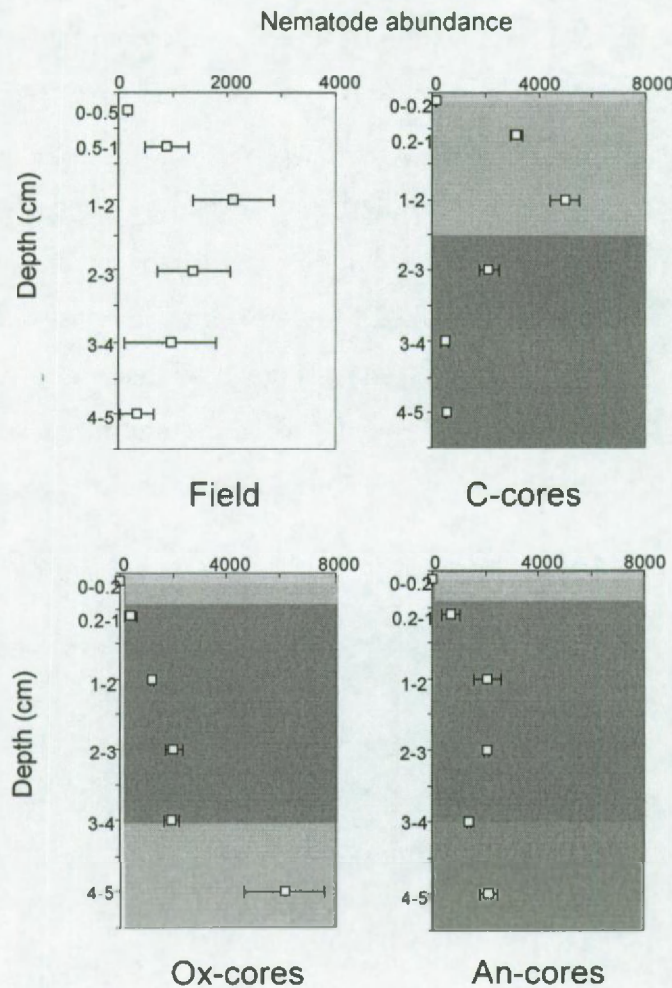 Nematode abundance
0 2000 4000
0-0.5
0.5-1
1-2
2-3
3-4
4-5
Depth (cm)
Field
0 4000 8000
0-0.2
0.2-1
1-2
2-3
3-4
4-5
C-cores
0 4000 8000
0-0.2
0.2-1
1-2
2-3
3-4
4-5
Depth (cm)
Ox-cores
0 4000 8000
0-0.2
0.2-1
1-2
2-3
3-4
4-5
An-cores